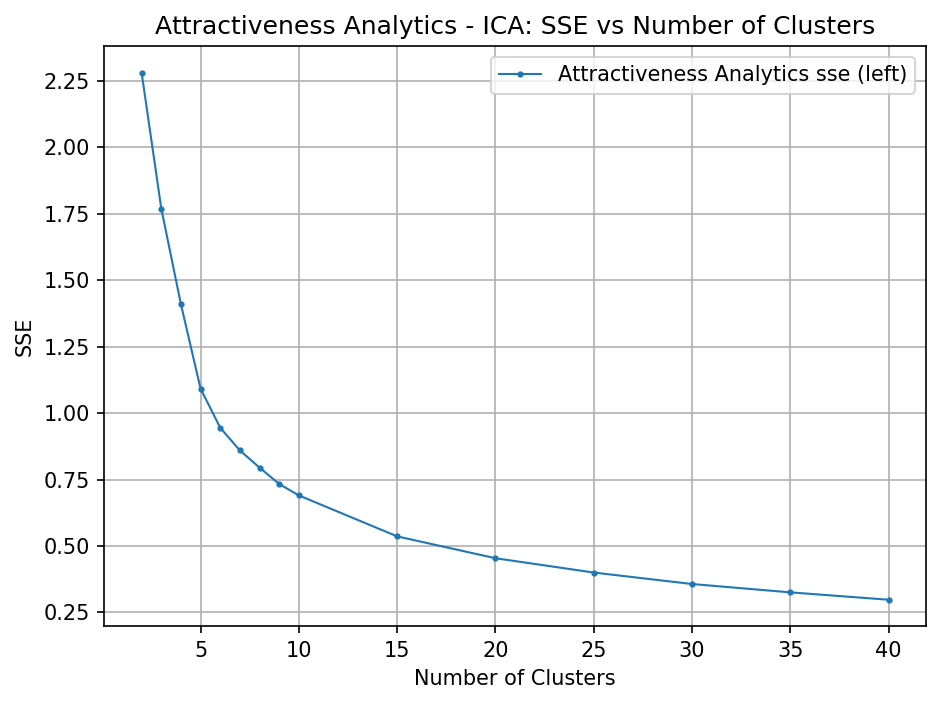 Attractiveness Analytics - ICA: SSE vs Number of Clusters
Attractiveness Analytics sse (left)
2.25
2.00
1.75
1.50
1.25
1.00
0.75
0.50
0.25
SSE
5 10 15 20 25 30 35 40
Number of Clusters